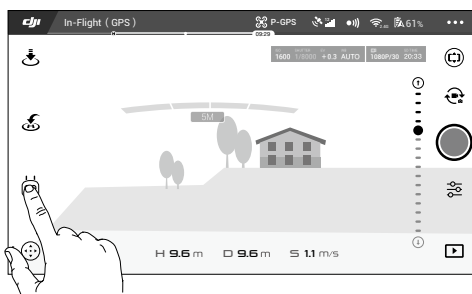 dji In-Flight ( GPS ) P-GPS 61%
09:29
1600 1/8000 +0.3 AUTO 1080P/30 20:33
5M
H 9.6 m D 9.6 m S 1.1 m/s